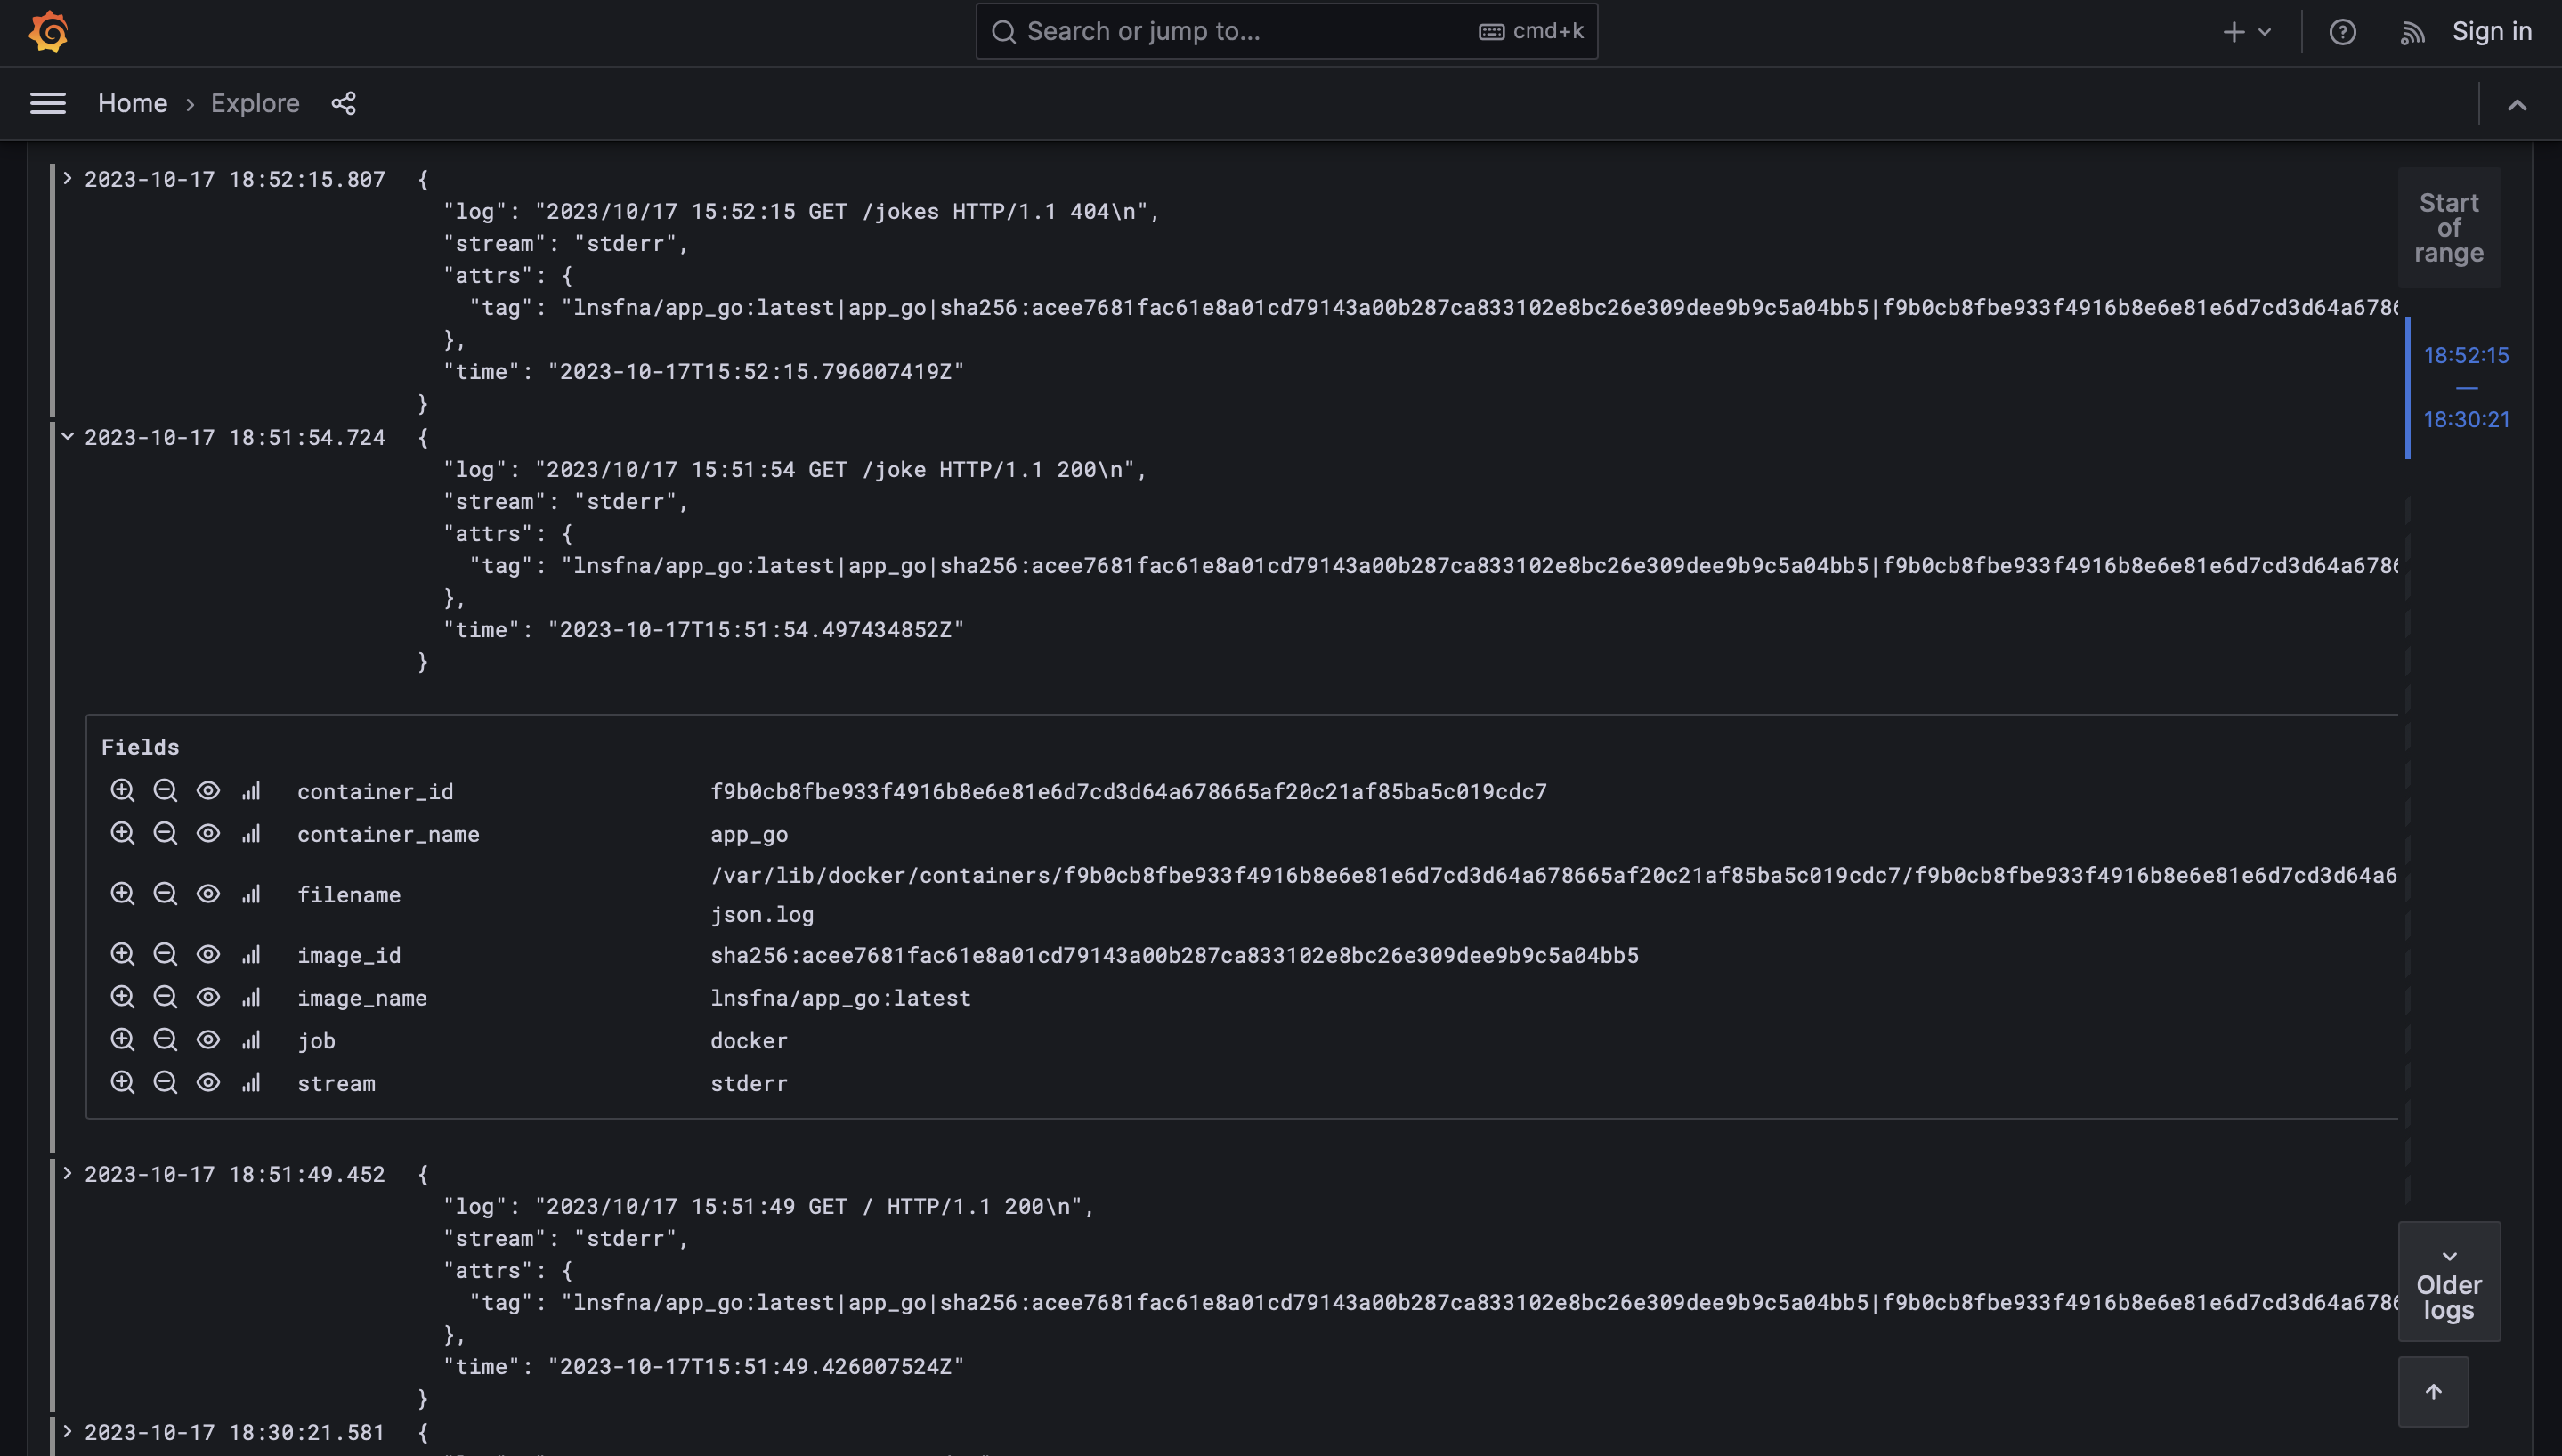 Search or jump to... cmd+k Sign in
Home › Explore
2023-10-17 18:52:15.807 {
"log": "2023/10/17 15:52:15 GET /jokes HTTP/1.1 404\n",
"stream": "stderr",
"attrs": {
"tag": "lnsfna/app_go:latest|app_go|sha256:acee7681fac61e8a01cd79143a00b287ca833102e8bc26e309dee9b9c5a04bb5|f9b0cb8fbe933f4916b8e6e81e6d7cd3d64a6786
},
"time": "2023-10-17T15:52:15.796007419Z"
}
2023-10-17 18:51:54.724 {
"log": "2023/10/17 15:51:54 GET /joke HTTP/1.1 200\n",
"stream": "stderr",
"attrs": {
"tag": "lnsfna/app_go:latest|app_go|sha256:acee7681fac61e8a01cd79143a00b287ca833102e8bc26e309dee9b9c5a04bb5|f9b0cb8fbe933f4916b8e6e81e6d7cd3d64a6786
},
"time": "2023-10-17T15:51:54.497434852Z"
}
Fields
container_id f9b0cb8fbe933f4916b8e6e81e6d7cd3d64a678665af20c21af85ba5c019cdc7
container_name app_go
filename /var/lib/docker/containers/f9b0cb8fbe933f4916b8e6e81e6d7cd3d64a678665af20c21af85ba5c019cdc7/f9b0cb8fbe933f4916b8e6e81e6d7cd3d64a6
json.log
image_id sha256:acee7681fac61e8a01cd79143a00b287ca833102e8bc26e309dee9b9c5a04bb5
image_name lnsfna/app_go:latest
job docker
stream stderr
2023-10-17 18:51:49.452 {
"log": "2023/10/17 15:51:49 GET / HTTP/1.1 200\n",
"stream": "stderr",
"attrs": {
"tag": "lnsfna/app_go:latest|app_go|sha256:acee7681fac61e8a01cd79143a00b287ca833102e8bc26e309dee9b9c5a04bb5|f9b0cb8fbe933f4916b8e6e81e6d7cd3d64a6786
},
"time": "2023-10-17T15:51:49.426007524Z"
}
2023-10-17 18:30:21.581 {
Start
of
range
18:52:15
—
18:30:21
Older
logs